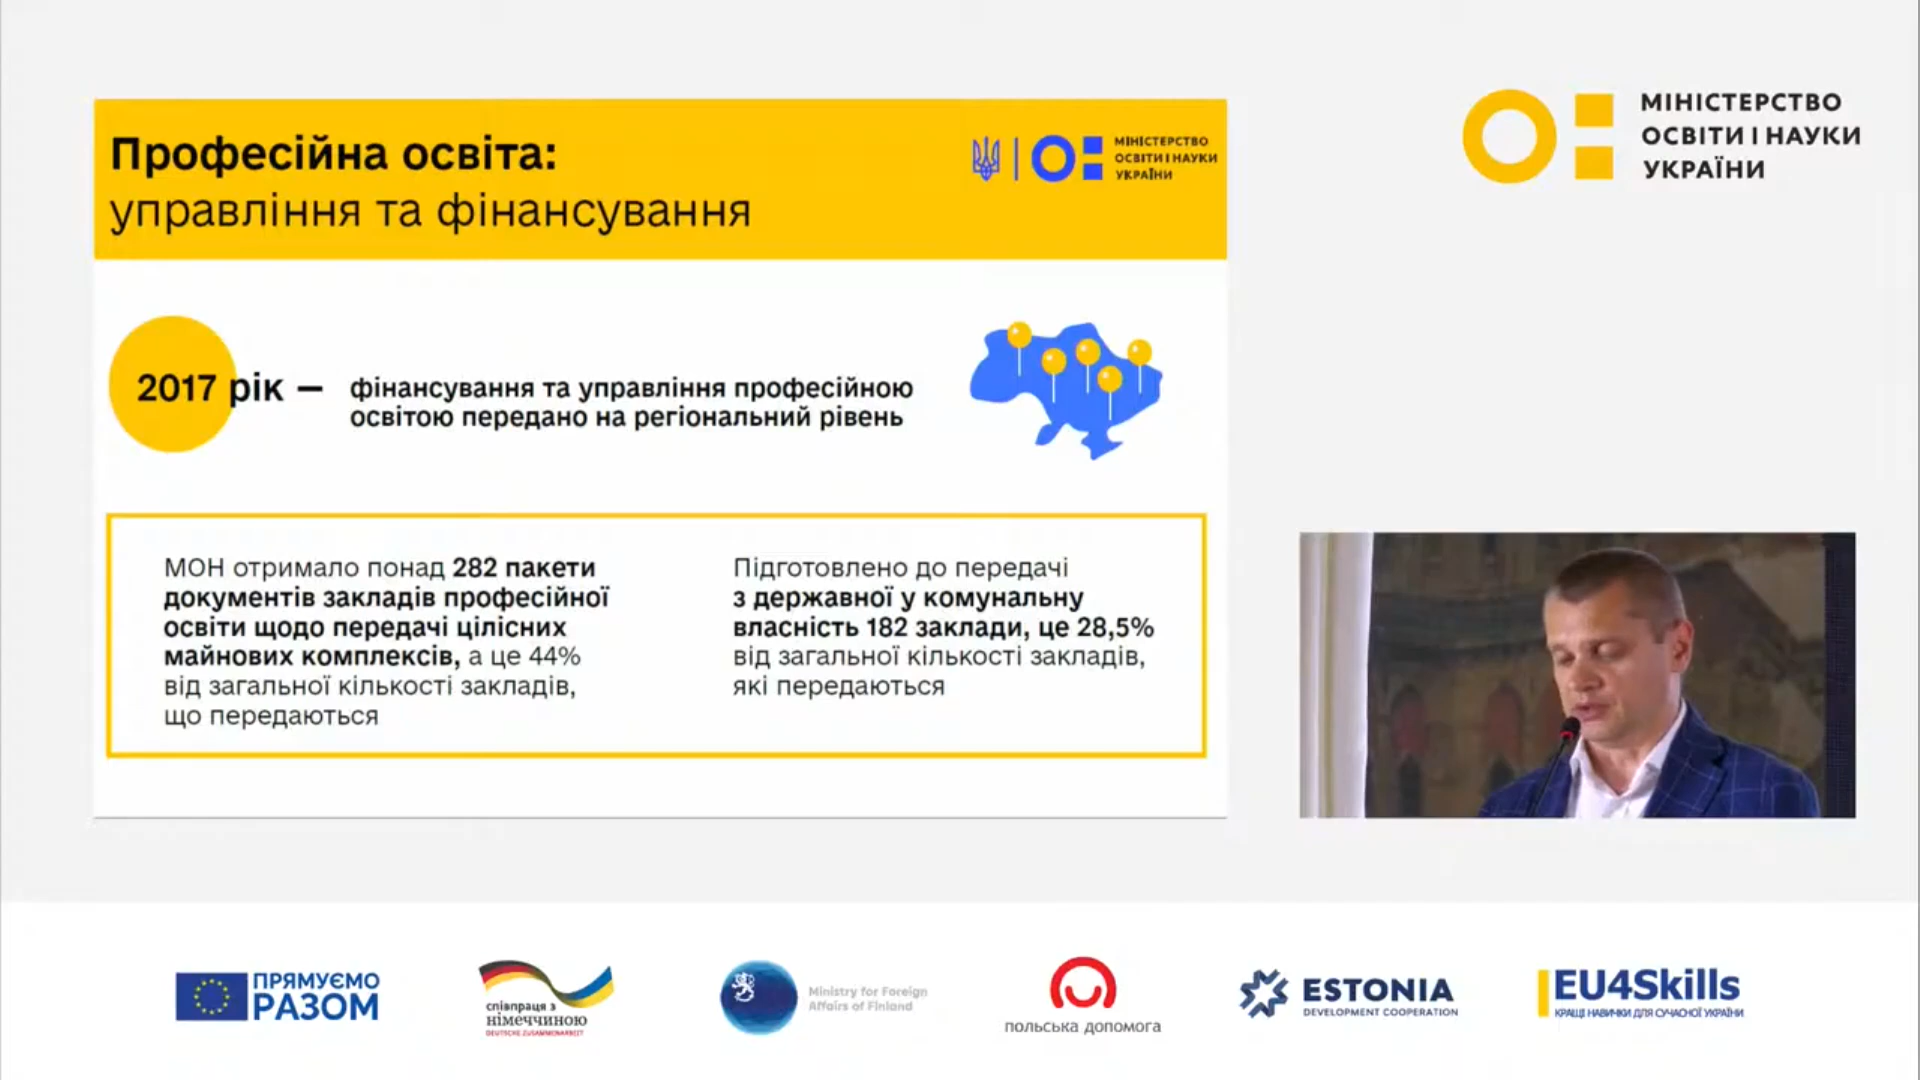 Професійна освіта:
управління та фінансування
МІНІСТЕРСТВО
ОСВІТИ І НАУКИ
УКРАЇНИ
МІНІСТЕРСТВО
ОСВІТИ І НАУКИ
УКРАЇНИ
2017 рік —
фінансування та управління професійною
освітою передано на регіональний рівень
МОН отримало понад 282 пакети
документів закладів професійної
освіти щодо передачі цілісних
майнових комплексів, а це 44%
від загальної кількості закладів,
що передаються
Підготовлено до передачі
з державної у комунальну
власність 182 заклади, це 28,5%
від загальної кількості закладів,
які передаються
ПРЯМУЄМО
РАЗОМ
співпраця з
німеччиною
DEUTSCHE ZUSAMMENARBEIT
Ministry for Foreign
Affairs of Finland
польська допомога
ESTONIA
DEVELOPMENT COOPERATION
EU4Skills
КРАЩІ НАВИЧКИ ДЛЯ СУЧАСНОЇ УКРАЇНИ